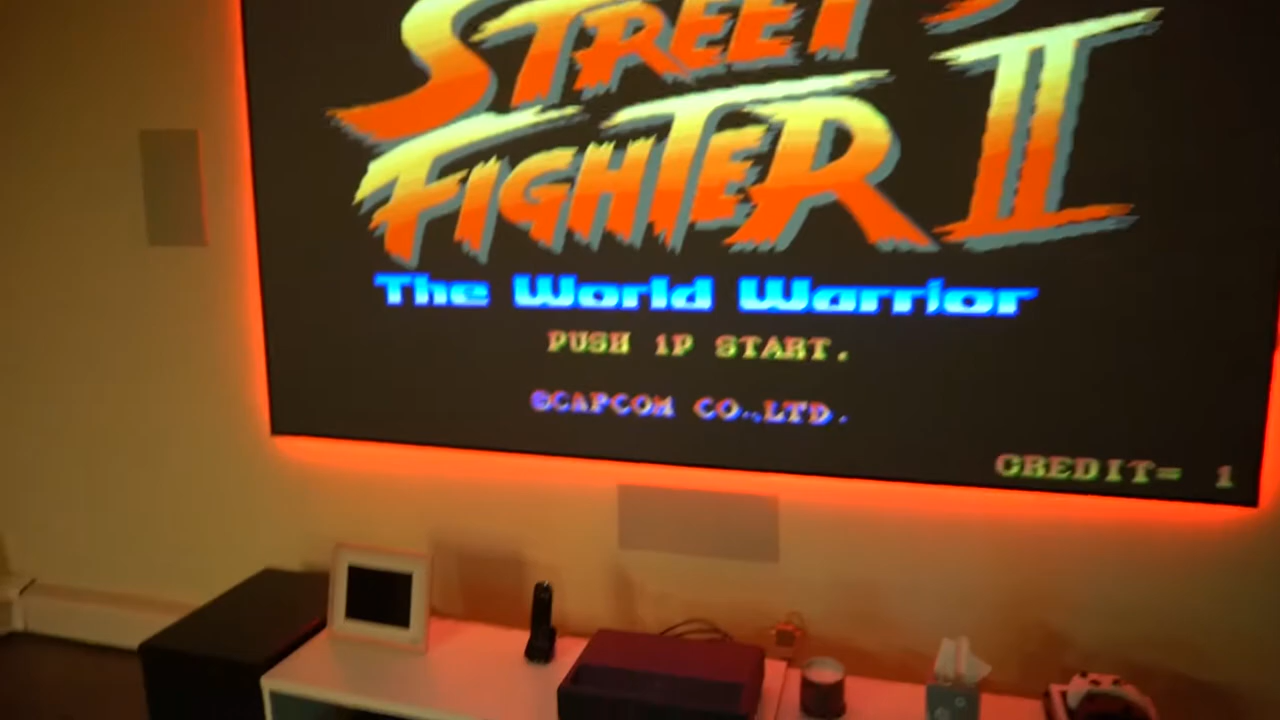 STREET
FIGHTER II
The World Warrior
PUSH 1P START.
©CAPCOM CO.,LTD.
CREDIT= 1